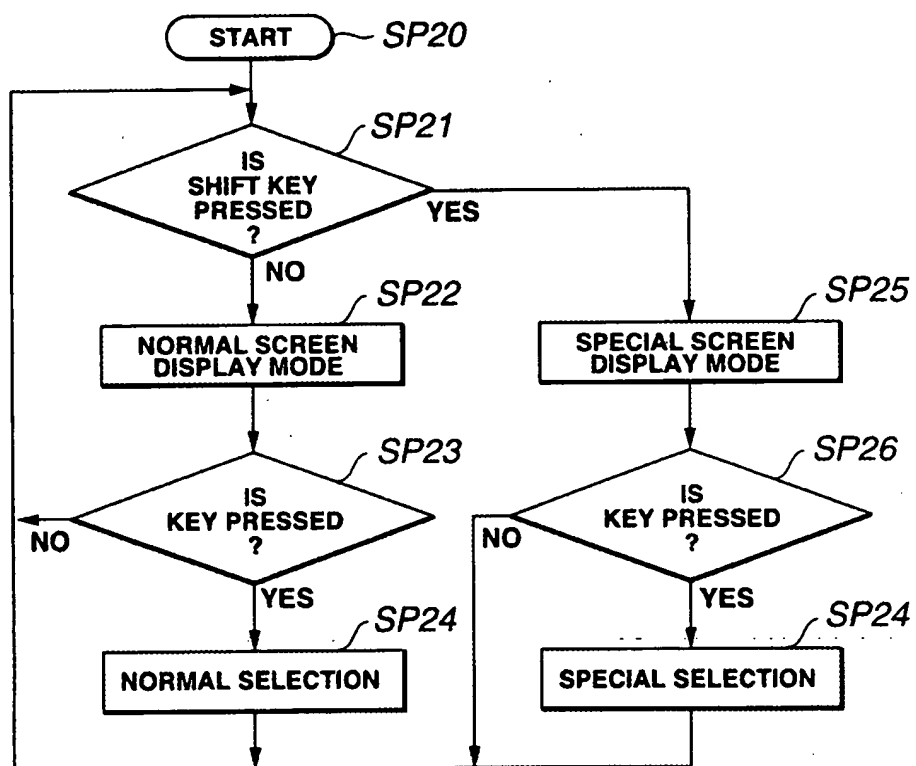 START
SP20
SP21
IS
SHIFT KEY
PRESSED
?
YES
NO
SP22
NORMAL SCREEN
DISPLAY MODE
SP25
SPECIAL SCREEN
DISPLAY MODE
SP23
IS
KEY PRESSED
?
NO
YES
SP26
IS
KEY PRESSED
?
NO
YES
SP24
NORMAL SELECTION
SP24
SPECIAL SELECTION